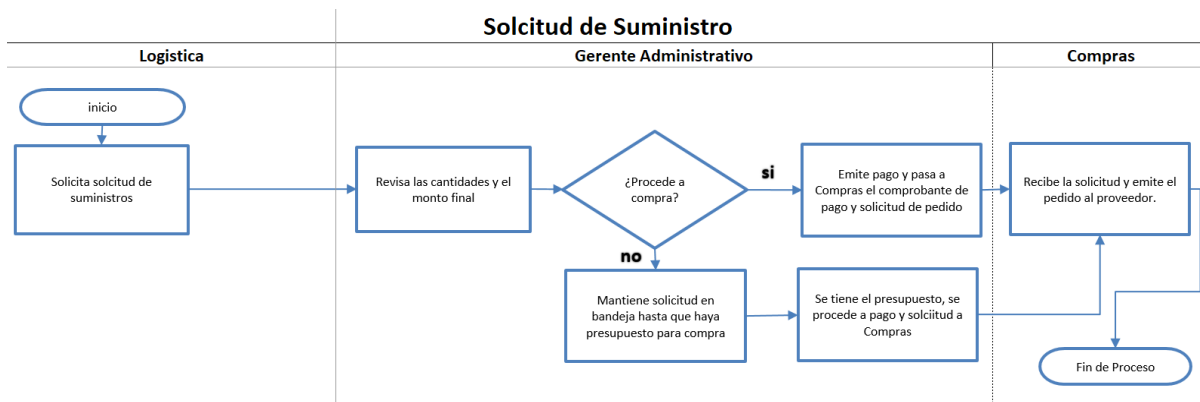 Solcitud de Suministro
Logistica
Gerente Administrativo
Compras
inicio
Solicita solcitud de
suministros
Revisa las cantidades y el
monto final
¿Procede a
compra?
si
Emite pago y pasa a
Compras el comprobante de
pago y solicitud de pedido
Recibe la solicitud y emite el
pedido al proveedor.
no
Mantiene solicitud en
bandeja hasta que haya
presupuesto para compra
Se tiene el presupuesto, se
procede a pago y solciitud a
Compras
Fin de Proceso